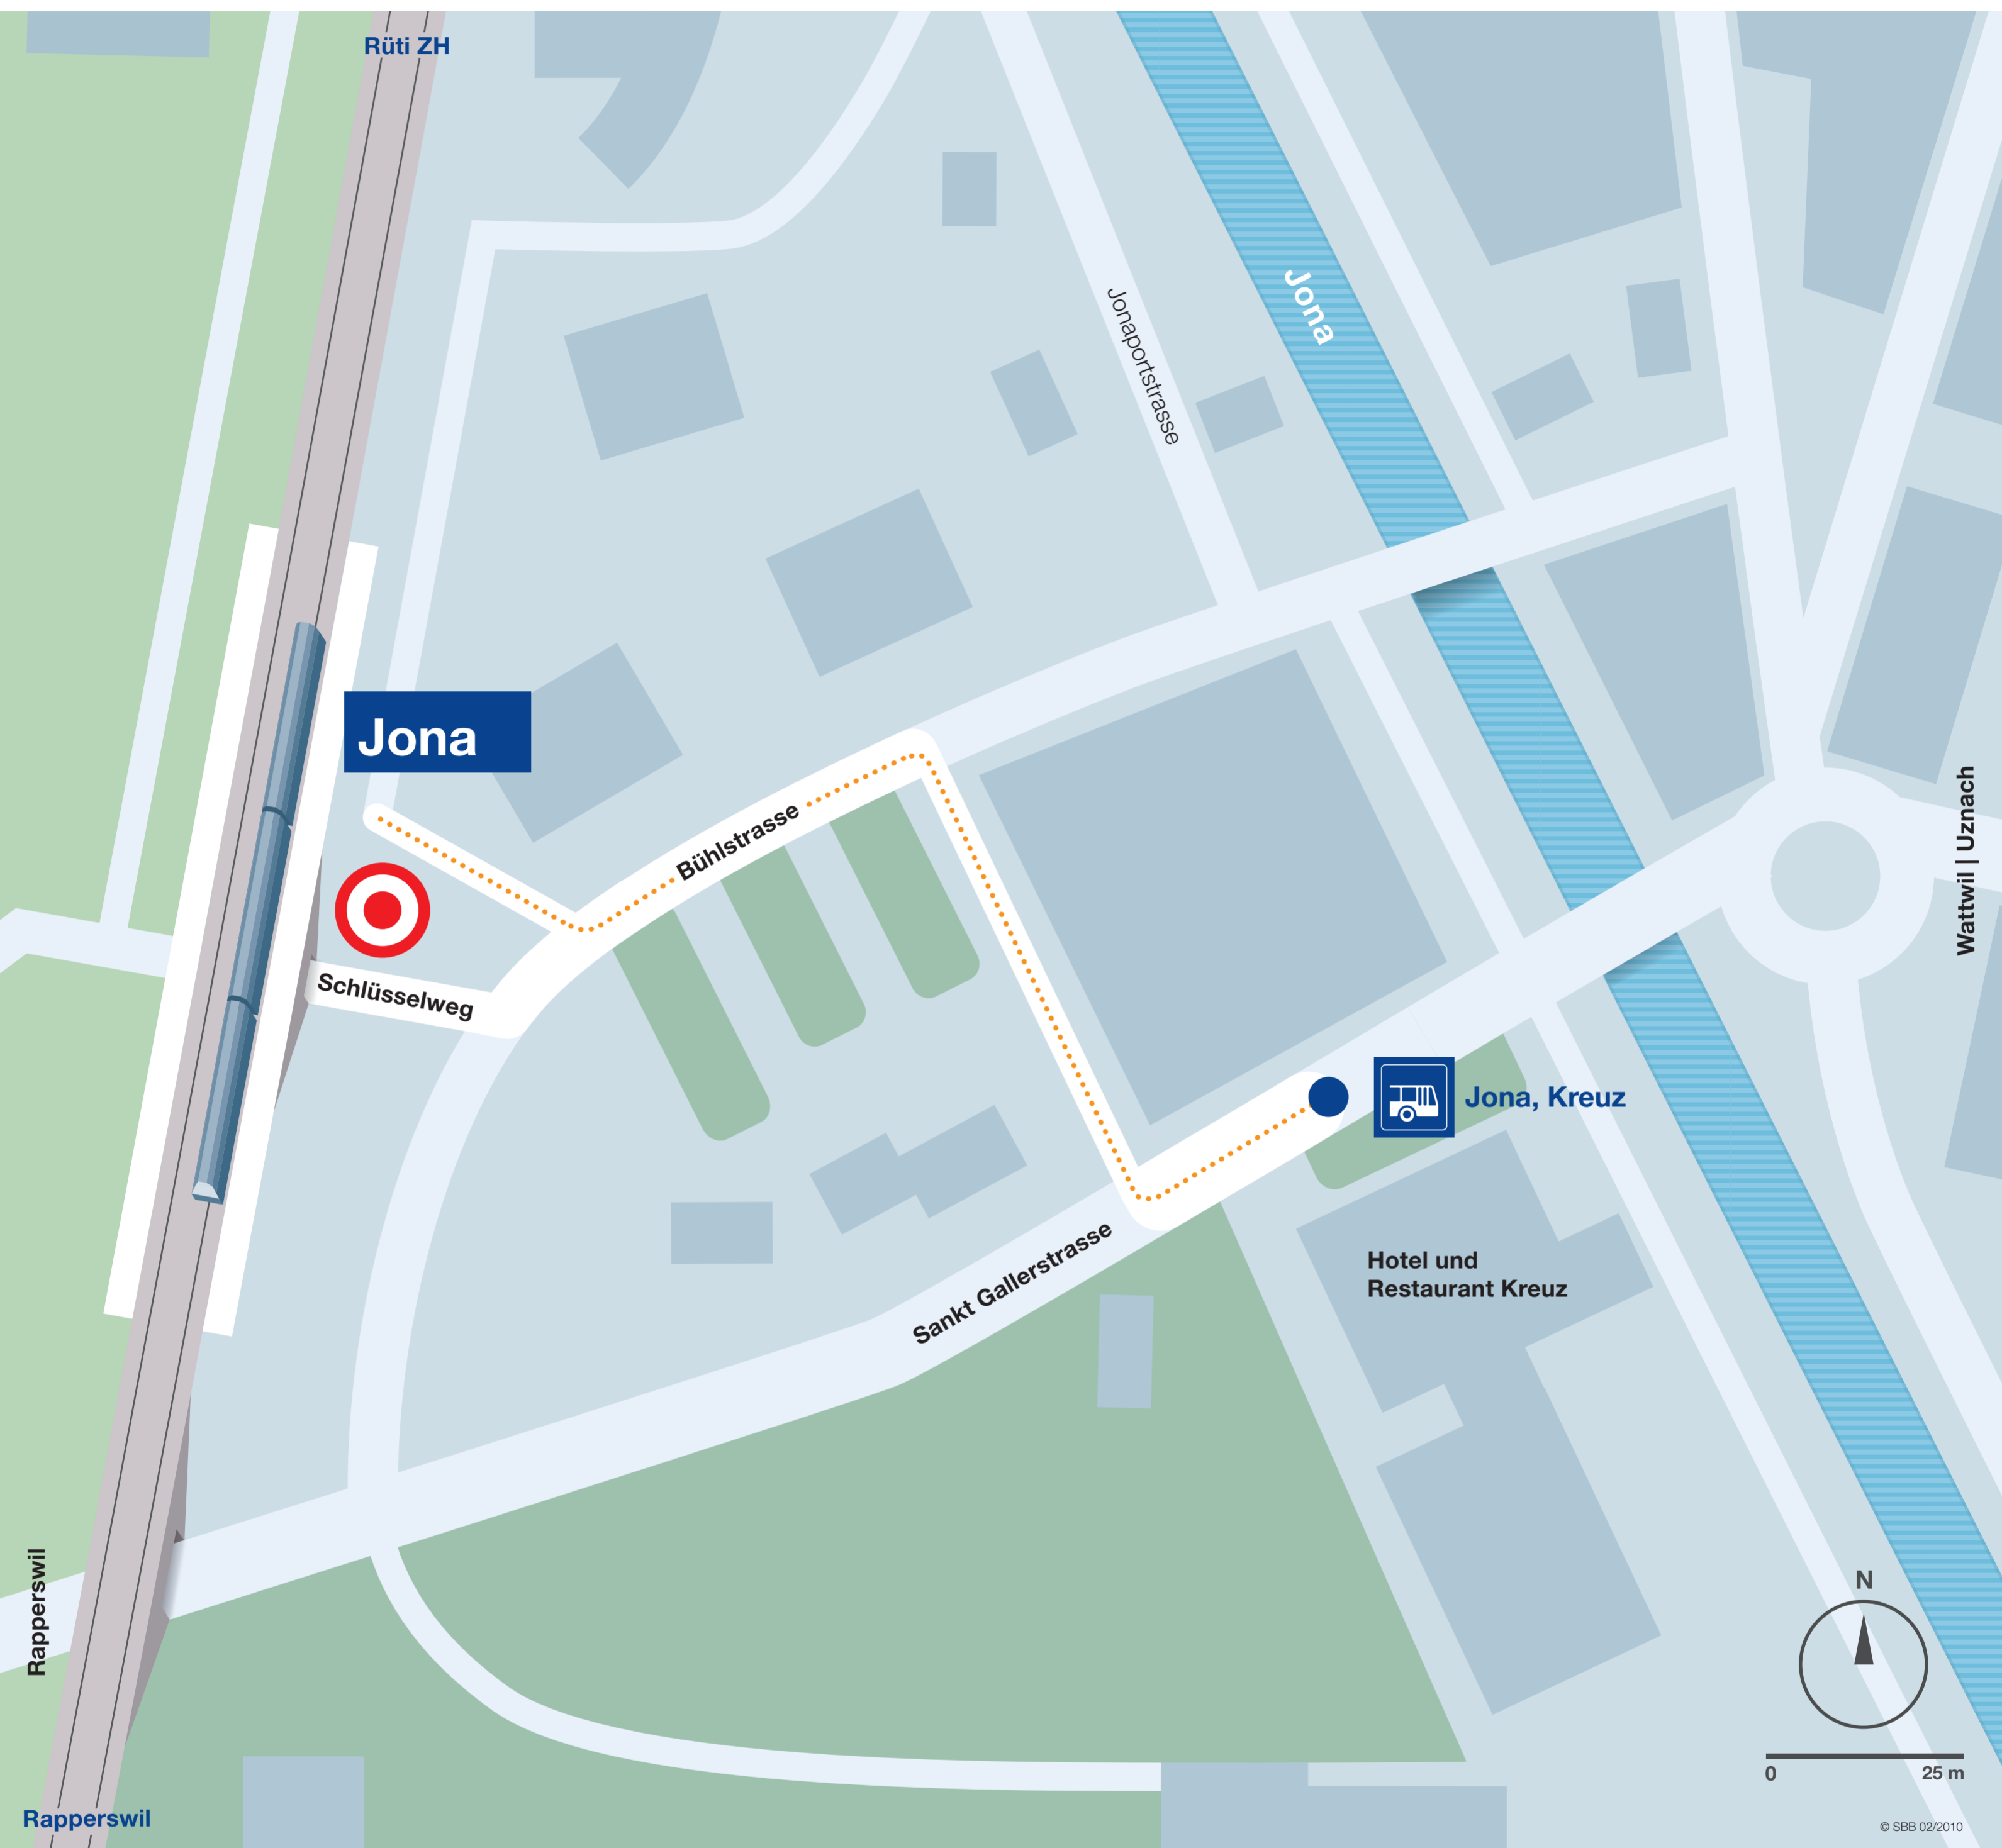 Rüti ZH
Jona
Jonaportstrasse
Jona
Bühlstrasse
Wattwil | Uznach
Schlüsselweg
Jona, Kreuz
Sankt Gallerstrasse
Hotel und
Restaurant Kreuz
Rapperswil
N
0 25 m
Rapperswil
© SBB 02/2010